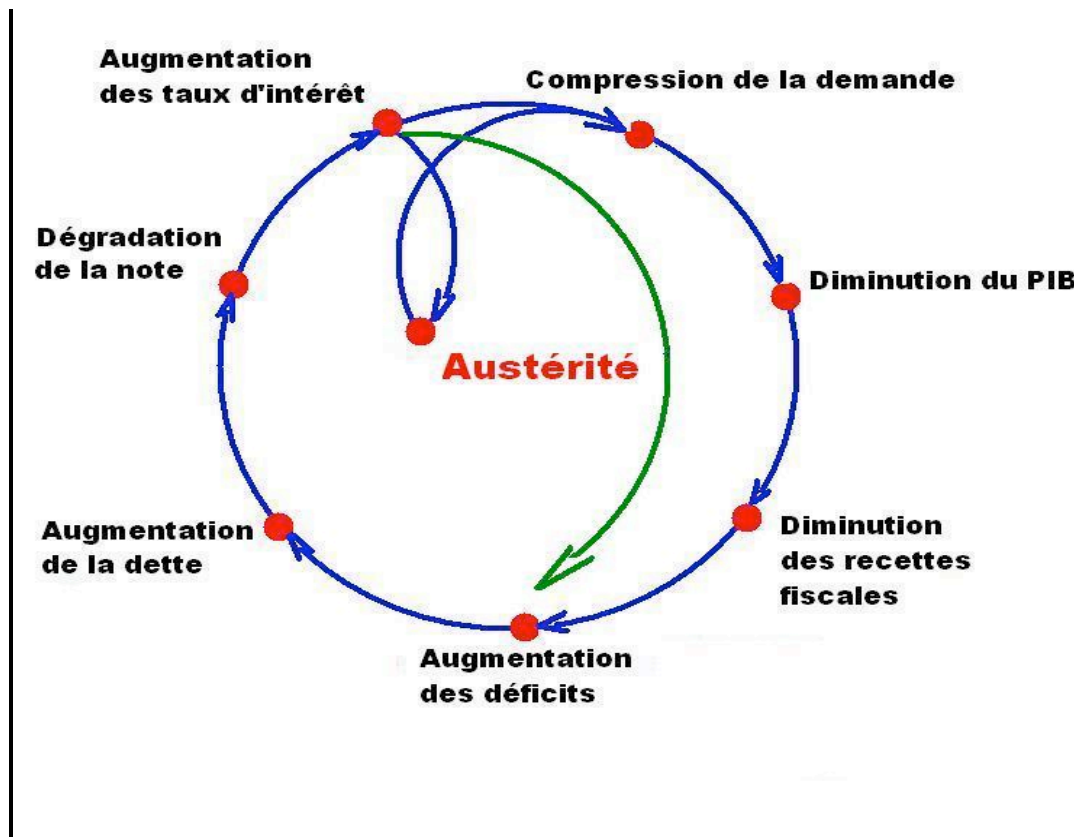 Augmentation
des taux d'intérêt
Compression de la demande
Dégradation
de la note
Diminution du PIB
Austérité
Augmentation
de la dette
Diminution
des recettes
fiscales
Augmentation
des déficits